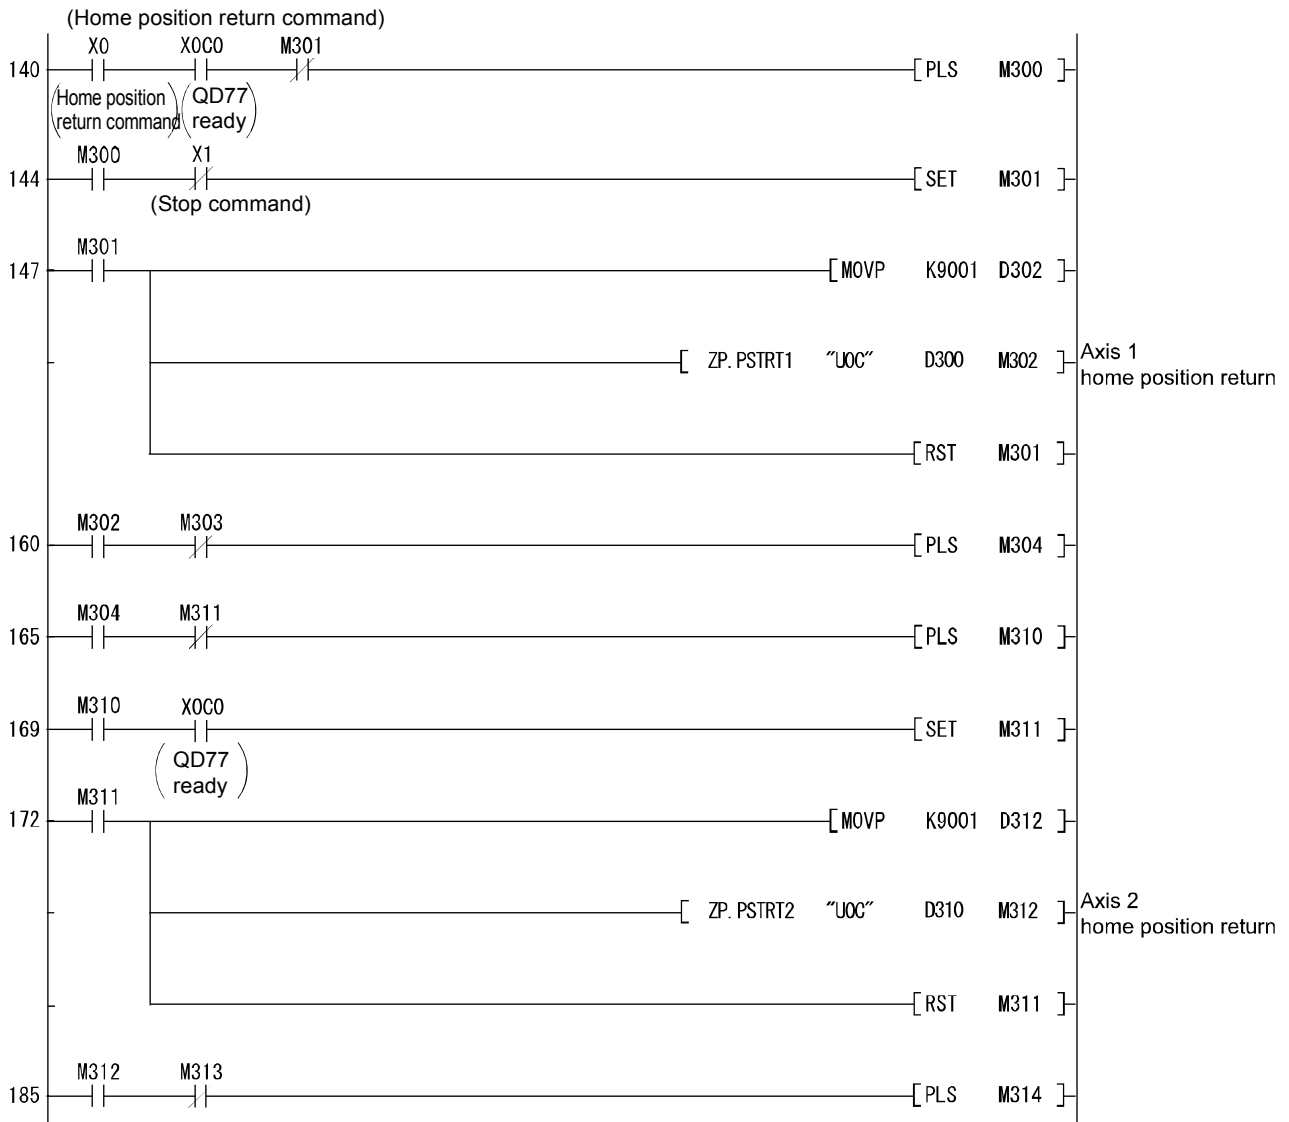 (Home position return command)
X0 X0C0 M301
140 PLS M300
Home position return command
QD77 ready
M300 X1
144 SET M301
(Stop command)
M301
147 MOVP K9001 D302
ZP.PSTRT1 "U0C" D300 M302
Axis 1
home position return
RST M301
M302 M303
160 PLS M304
M304 M311
165 PLS M310
M310 X0C0
169 SET M311
QD77
ready
M311
172 MOVP K9001 D312
ZP.PSTRT2 "U0C" D310 M312
Axis 2
home position return
RST M311
M312 M313
185 PLS M314